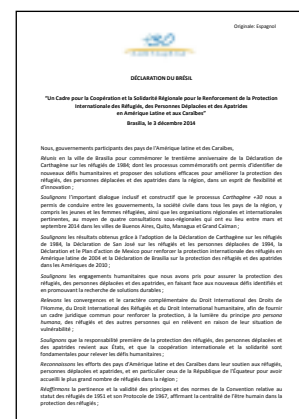 Originale: Espagnol
+30
DÉCLARATION DU BRÉSIL
"Un Cadre pour la Coopération et la Solidarité Régionale pour le Renforcement de la Protection
Internationale des Réfugiés, des Personnes Déplacées et des Apatrides
en Amérique Latine et aux Caraïbes"
Brasilia, le 3 décembre 2014
Nous, gouvernements participants des pays de l'Amérique latine et des Caraïbes,
Réunis en la ville de Brasilia pour commémorer le trentième anniversaire de la Déclaration de
Carthagène sur les réfugiés de 1984; dont les processus commémoratifs ont permis d'identifier de
nouveaux défis humanitaires et proposer des solutions efficaces pour améliorer la protection des
réfugiés, des personnes déplacées et des apatrides dans la région, dans un esprit de flexibilité et
d'innovation ;
Soulignons l'important dialogue inclusif et constructif que le processus Carthagène +30 nous a
permis de conduire entre les gouvernements, la société civile dans tous les pays de la région, y
compris les jeunes et les femmes réfugiées, ainsi que les organisations régionales et internationales
pertinentes, au moyen de quatre consultations sous-régionales qui ont eu lieu entre mars et
septembre 2014 dans les villes de Buenos Aires, Quito, Managua et Grand Caïman ;
Soulignons les résultats obtenus grâce à l'adoption de la Déclaration de Carthagène sur les réfugiés
de 1984, la Déclaration de San José sur les réfugiés et les personnes déplacées de 1994, la
Déclaration et le Plan d'action de Mexico pour renforcer la protection internationale des réfugiés en
Amérique latine de 2004 et la Déclaration de Brasilia sur la protection des réfugiés et des apatrides
dans les Amériques de 2010 ;
Soulignons les engagements humanitaires que nous avons pris pour assurer la protection des
réfugiés, des personnes déplacées et des apatrides, en faisant face aux nouveaux défis identifiés et
en promouvant la recherche de solutions durables ;
Relevons les convergences et le caractère complémentaire du Droit International des Droits de
l'Homme, du Droit international des Réfugiés et du Droit international Humanitaire, afin de fournir
un cadre juridique commun pour renforcer la protection, à la lumière du principe pro persona
humana, des réfugiés et des autres personnes qui en relèvent en raison de leur situation de
vulnérabilité ;
Soulignons que la responsabilité première de la protection des réfugiés, des personnes déplacées et
des apatrides revient aux États, et que la coopération internationale et la solidarité sont
fondamentales pour relever les défis humanitaires ;
Reconnaissons les efforts des pays d'Amérique latine et des Caraïbes dans leur soutien aux réfugiés,
personnes déplacées et apatrides, et en particulier ceux de la République de l'Équateur pour avoir
accueilli le plus grand nombre de réfugiés dans la région ;
Réaffirmons la pertinence et la validité des principes et des normes de la Convention relative au
statut des réfugiés de 1951 et son Protocole de 1967, affirmant la centralité de l'être humain dans la
protection des réfugiés ;